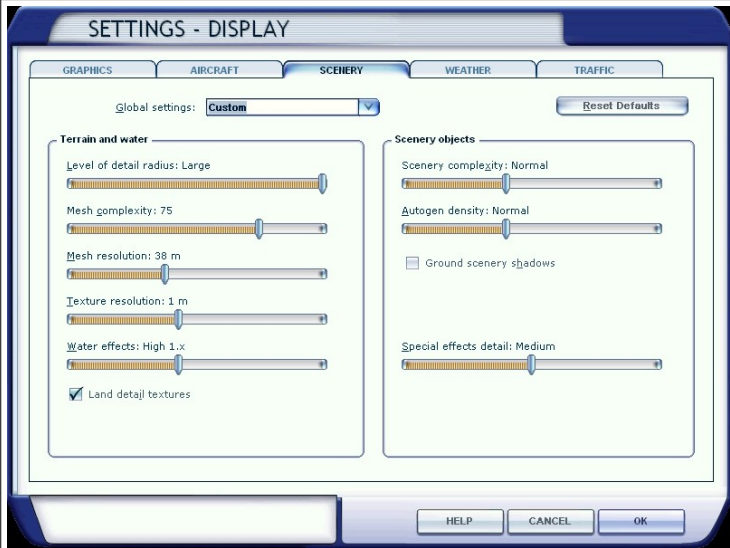 SETTINGS - DISPLAY
GRAPHICS
AIRCRAFT
SCENERY
WEATHER
TRAFFIC
Global settings: Custom
Reset Defaults
Terrain and water
Level of detail radius: Large
Mesh complexity: 75
Mesh resolution: 38 m
Texture resolution: 1 m
Water effects: High 1.x
Land detail textures
Scenery objects
Scenery complexity: Normal
Autogen density: Normal
Ground scenery shadows
Special effects detail: Medium
HELP
CANCEL
OK